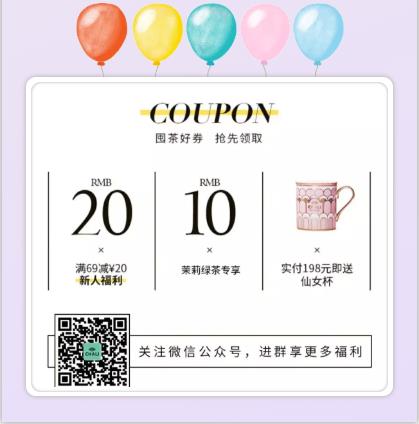 COUPON
囤茶好券 抢先领取
RMB
20
×
满69减¥20
新人福利
RMB
10
×
茉莉绿茶专享
×
实付198元即送
仙女杯
CHALI
关注微信公众号，进群享更多福利